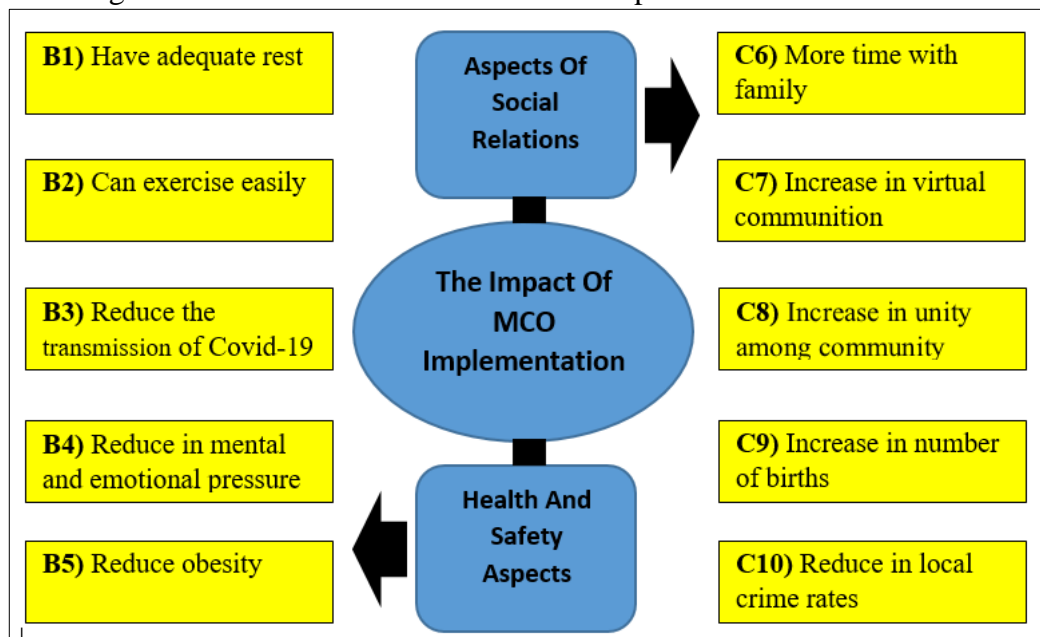 B1) Have adequate rest
B2) Can exercise easily
B3) Reduce the
transmission of Covid-19
B4) Reduce in mental
and emotional pressure
B5) Reduce obesity
Aspects Of
Social
Relations
The Impact Of
MCO
Implementation
Health And
Safety
Aspects
C6) More time with
family
C7) Increase in virtual
communition
C8) Increase in unity
among community
C9) Increase in number
of births
C10) Reduce in local
crime rates